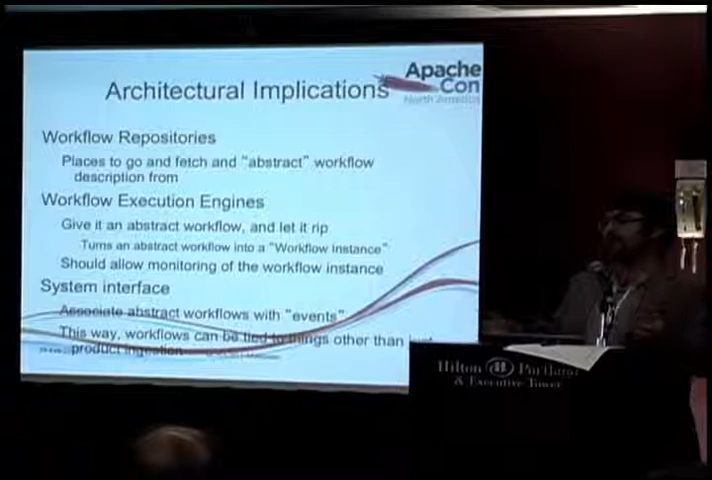 Architectural Implications
Apache
Con
North America
Workflow Repositories
Places to go and fetch and "abstract" workflow
description from
Workflow Execution Engines
Give it an abstract workflow, and let it rip
Turns an abstract workflow into a "Workflow Instance"
Should allow monitoring of the workflow instance
System interface
Associate abstract workflows with "events"
This way, workflows can be tied to things other than just
product ingestion
Hilton Portland
& Executive Tower